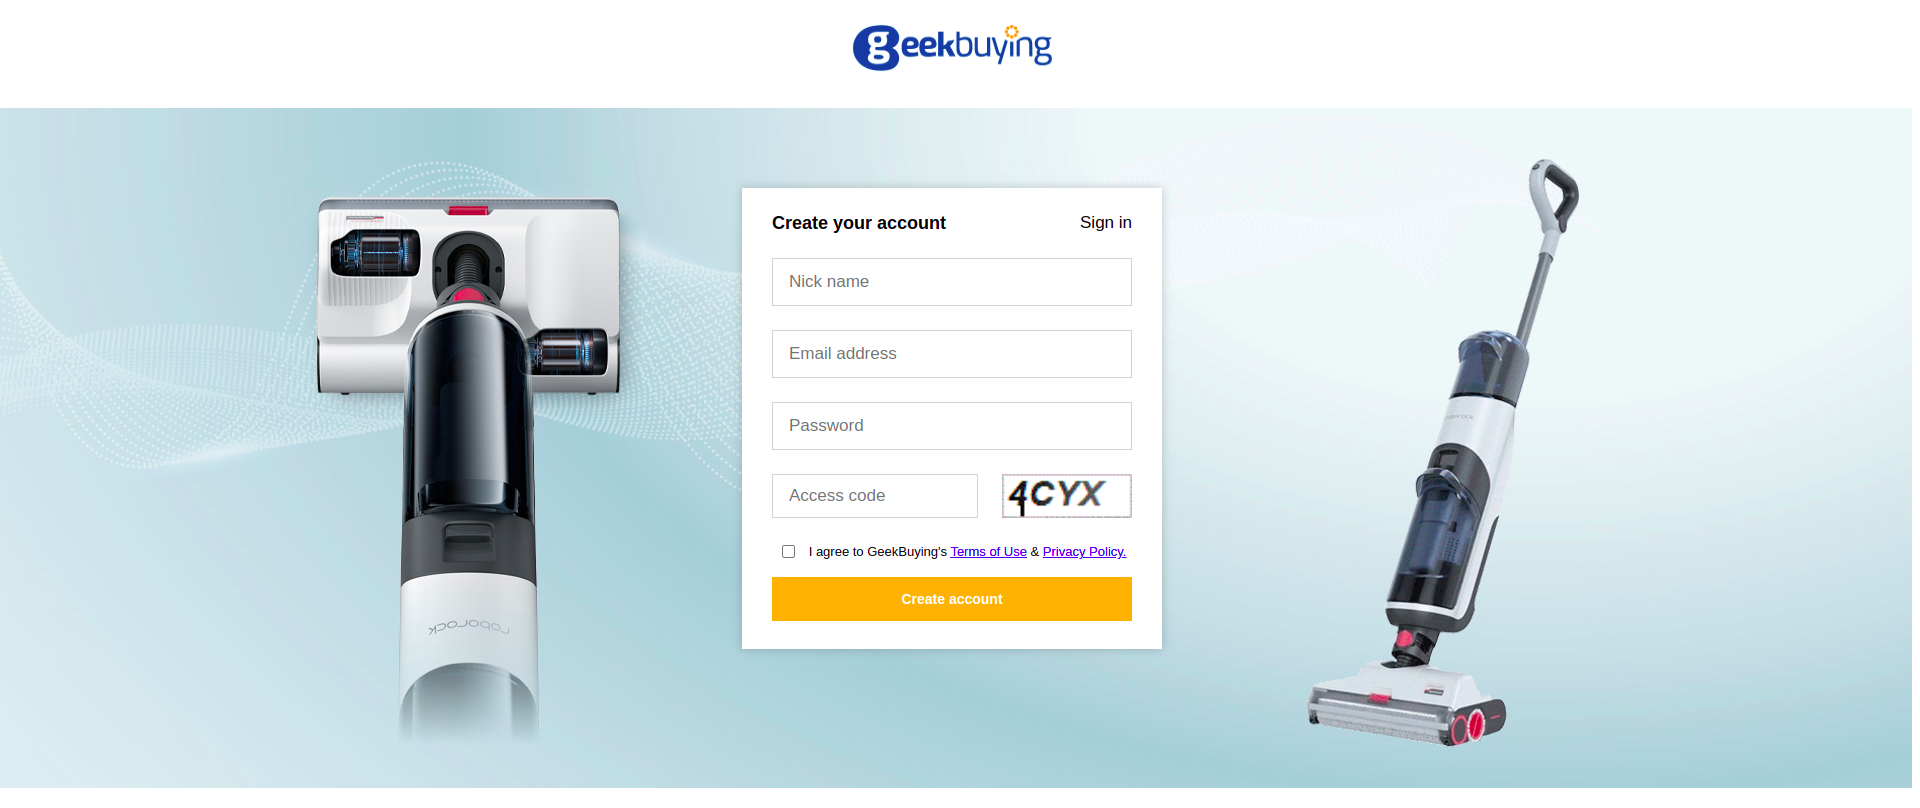 geekbuying
Create your account
Sign in
Nick name
Email address
Password
Access code
4CYX
I agree to GeekBuying's Terms of Use & Privacy Policy.
Create account
roborock
roborock